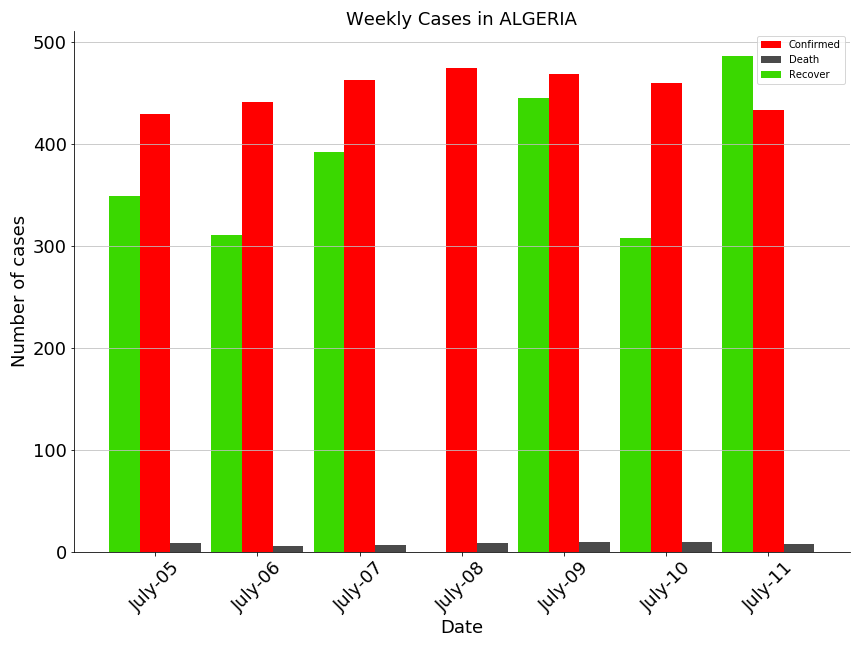 Weekly Cases in ALGERIA
Confirmed
Death
Recover
Number of cases
500
400
300
200
100
0
July-05
July-06
July-07
July-08
July-09
July-10
July-11
Date